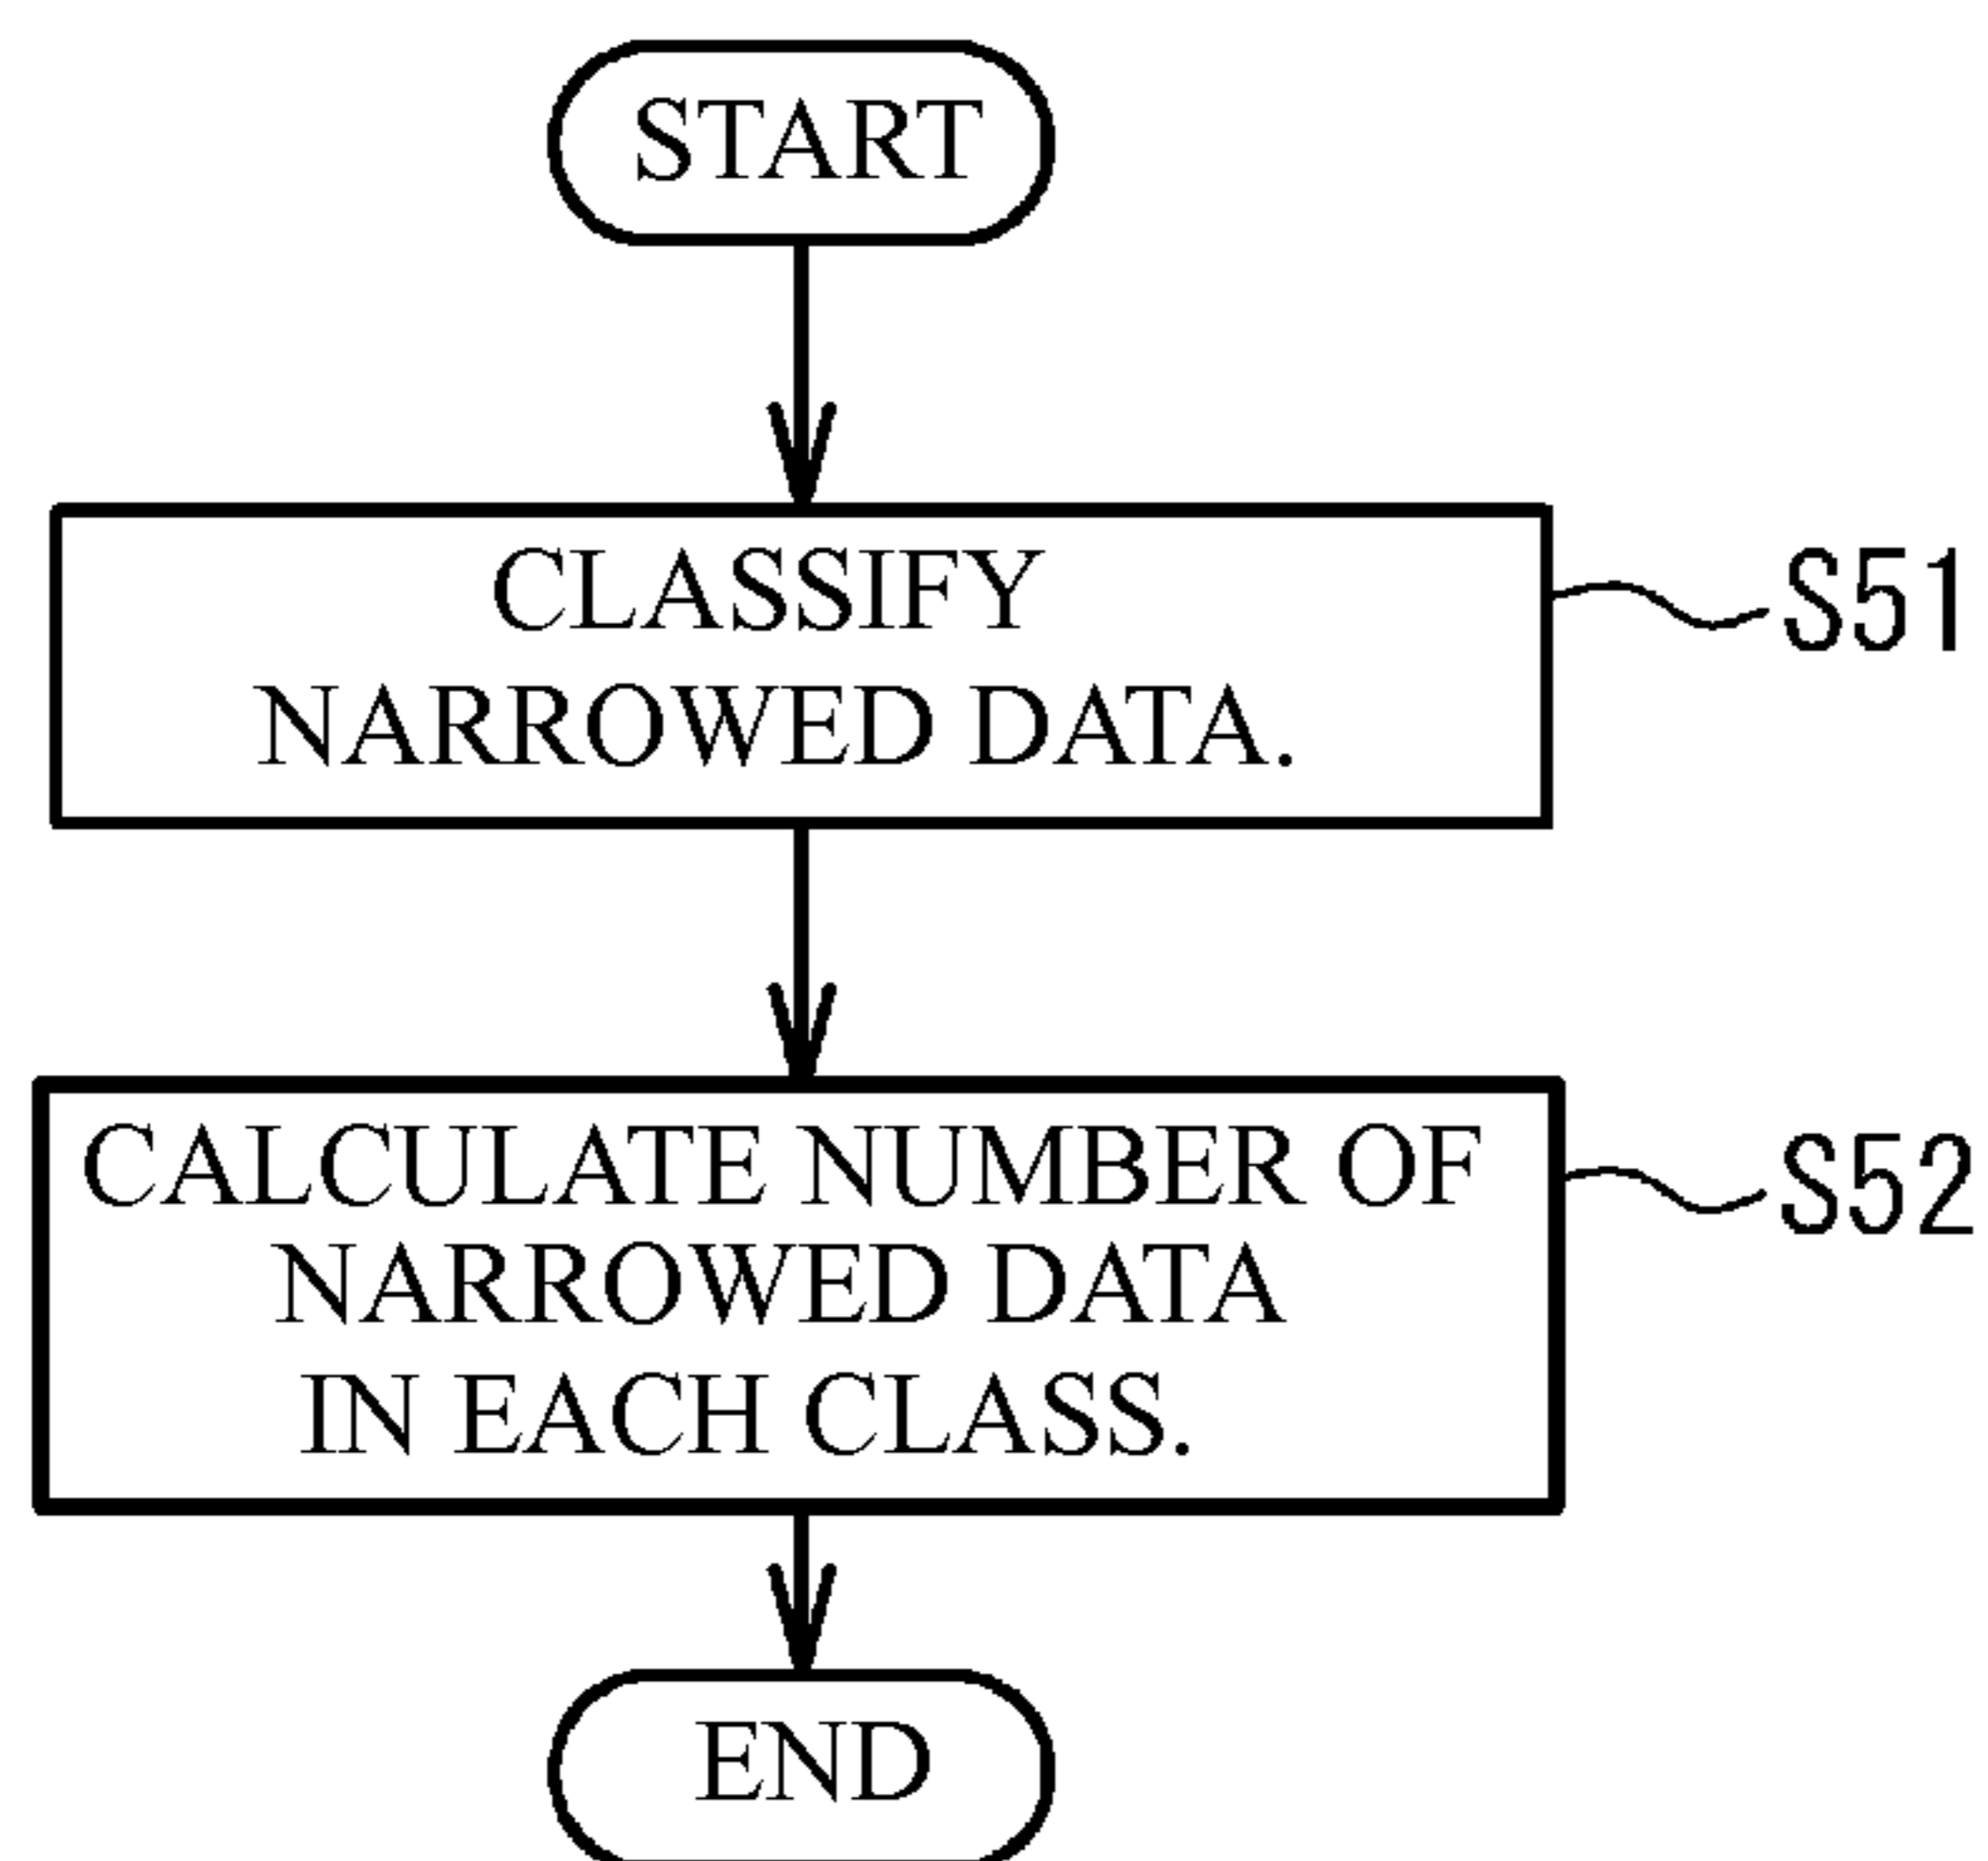 START
CLASSIFY
NARROWED DATA.
S51
CALCULATE NUMBER OF
NARROWED DATA
IN EACH CLASS.
S52
END